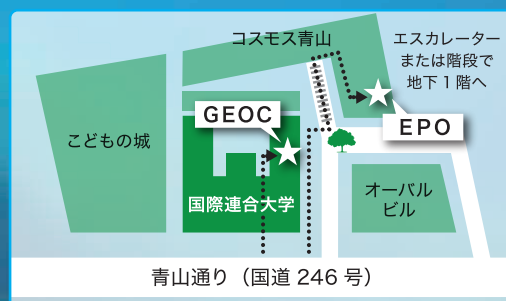 コスモス青山
エスカレーター
または階段で
地下1階へ
GEOC
EPO
こどもの城
国際連合大学
オーバル
ビル
青山通り（国道 246 号）